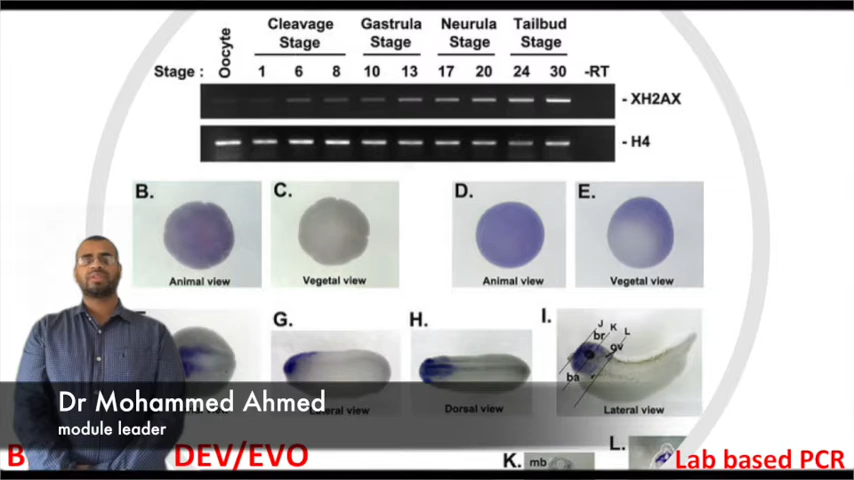 Cleavage Gastrula Neurula Tailbud
Oocyte Stage Stage Stage Stage
Stage : 1 6 8 10 13 17 20 24 30 -RT
- XH2AX
- H4
B. C. D. E.
Animal view Vegetal view Animal view Vegetal view
G. H. I.
J K L
br
ov
ba
Lateral view Dorsal view Lateral view
Dr Mohammed Ahmed
module leader
B DEV/EVO Lab based PCR
K. mb L.